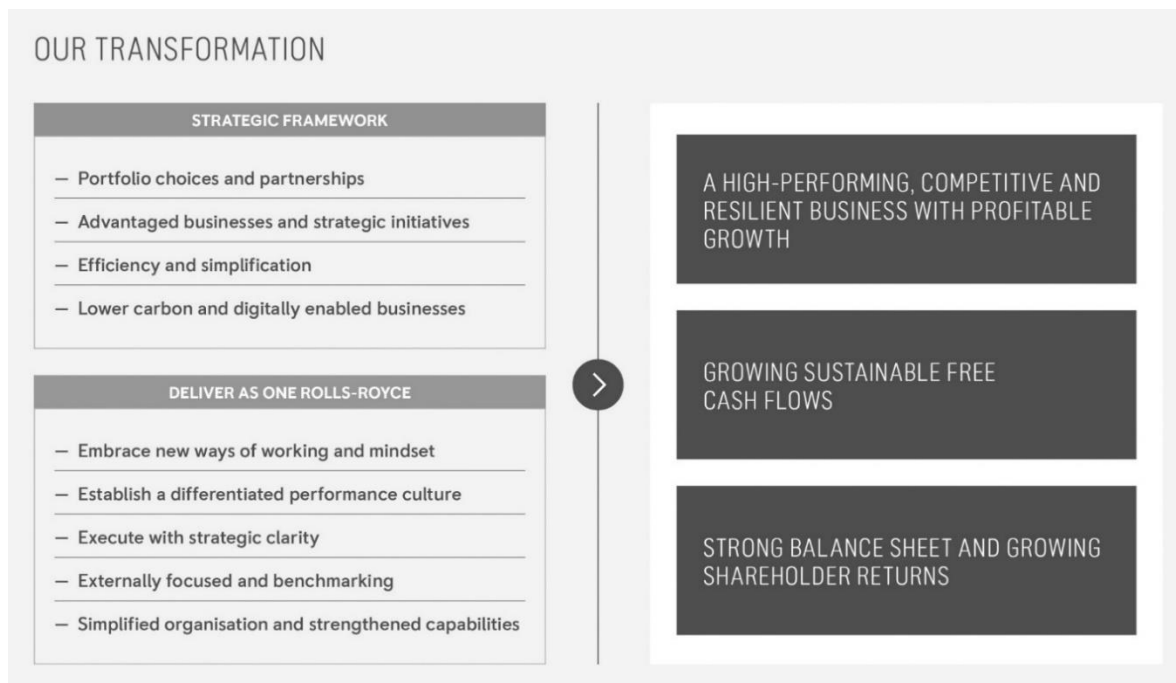 OUR TRANSFORMATION
STRATEGIC FRAMEWORK
— Portfolio choices and partnerships
— Advantaged businesses and strategic initiatives
— Efficiency and simplification
— Lower carbon and digitally enabled businesses
DELIVER AS ONE ROLLS-ROYCE
— Embrace new ways of working and mindset
— Establish a differentiated performance culture
— Execute with strategic clarity
— Externally focused and benchmarking
— Simplified organisation and strengthened capabilities
A HIGH-PERFORMING, COMPETITIVE AND
RESILIENT BUSINESS WITH PROFITABLE
GROWTH
GROWING SUSTAINABLE FREE
CASH FLOWS
STRONG BALANCE SHEET AND GROWING
SHAREHOLDER RETURNS